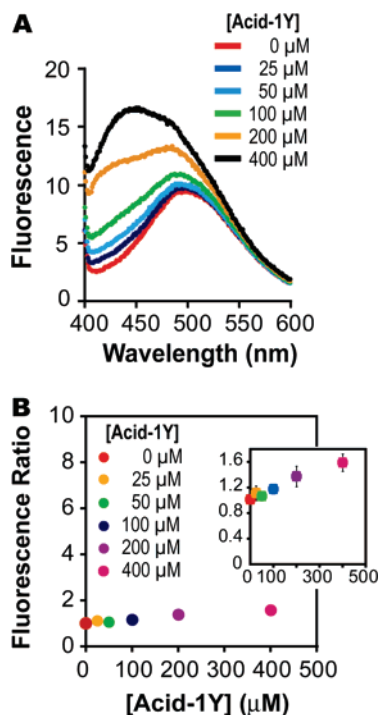 A
[Acid-1Y]
0 µM
25 µM
50 µM
100 µM
200 µM
400 µM
Fluorescence
20
15
10
5
0
400 450 500 550 600
Wavelength (nm)
B
[Acid-1Y]
0 µM
25 µM
50 µM
100 µM
200 µM
400 µM
Fluorescence Ratio
10
8
6
4
2
0
0 100 200 300 400 500
[Acid-1Y] (µM)
1.6
1.2
0.8
0.4
0
0 100 300 500